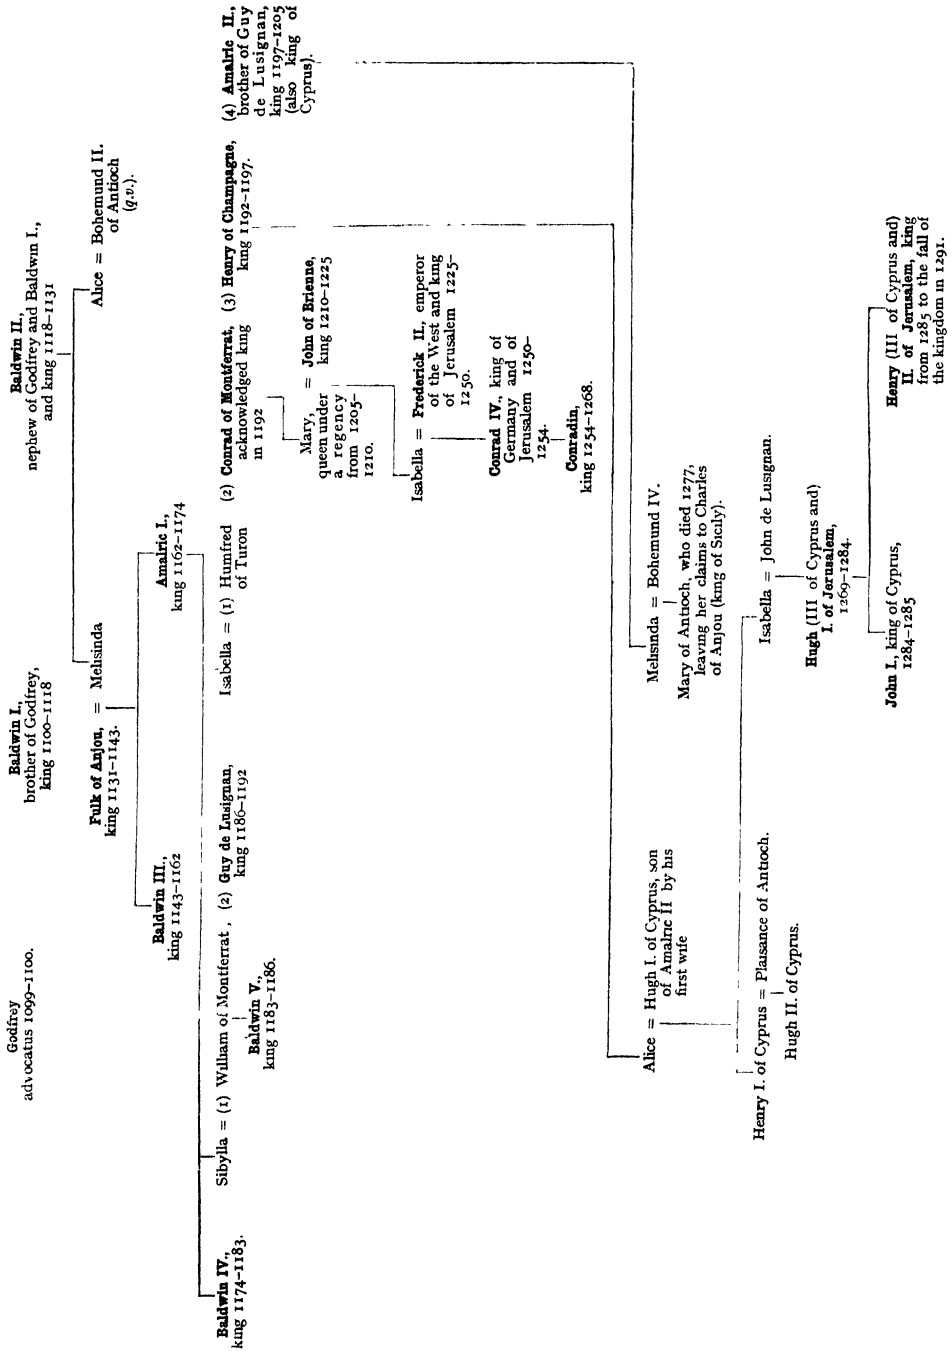 Godfrey
advocatus 1099–1100.
Baldwin I.,
brother of Godfrey,
king 1100–1118
Baldwin II.,
nephew of Godfrey and Baldwin I.,
and king 1118–1131
Fulk of Anjou, = Melisinda
king 1131–1143.
Alice = Bohemund II.
of Antioch
(q.v.).
Baldwin III.,
king 1143–1162
Amalric I.,
king 1162–1174
Baldwin IV.,
king 1174–1183.
Sibylla = (1) William of Montferrat, (2) Guy de Lusignan,
king 1186–1192
Baldwin V.,
king 1183–1186.
Isabella = (1) Humfred
of Turon
(2) Conrad of Montferrat,
acknowledged king
in 1192
(3) Henry of Champagne,
king 1192–1197.
(4) Amalric II.,
brother of Guy
de Lusignan,
king 1197–1205
(also king of
Cyprus).
Mary, = John of Brienne,
queen under
a regency
from 1205–
1210.
king 1210–1225
Isabella = Frederick II., emperor
of the West and king
of Jerusalem 1225–
1250.
Conrad IV., king of
Germany and of
Jerusalem 1250–
1254.
Conradin,
king 1254–1268.
Alice = Hugh I. of Cyprus, son
of Amalric II by his
first wife
Melisinda = Bohemund IV.
Mary of Antioch, who died 1277,
leaving her claims to Charles
of Anjou (king of Sicily).
Henry I. of Cyprus = Plaisance of Antioch.
Hugh II. of Cyprus.
Isabella = John de Lusignan.
Hugh (III of Cyprus and)
I. of Jerusalem,
1269–1284.
John I., king of Cyprus,
1284–1285
Henry (III of Cyprus and)
II. of Jerusalem, king
from 1285 to the fall of
the kingdom in 1291.